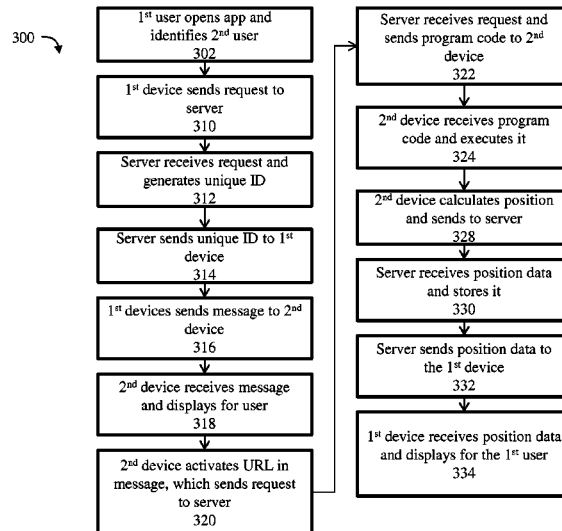 300
1st user opens app and
identifies 2nd user
302
1st device sends request to
server
310
Server receives request and
generates unique ID
312
Server sends unique ID to 1st
device
314
1st devices sends message to 2nd
device
316
2nd device receives message
and displays for user
318
2nd device activates URL in
message, which sends request
to server
320
Server receives request and
sends program code to 2nd
device
322
2nd device receives program
code and executes it
324
2nd device calculates position
and sends to server
328
Server receives position data
and stores it
330
Server sends position data to
the 1st device
332
1st device receives position data
and displays for the 1st user
334